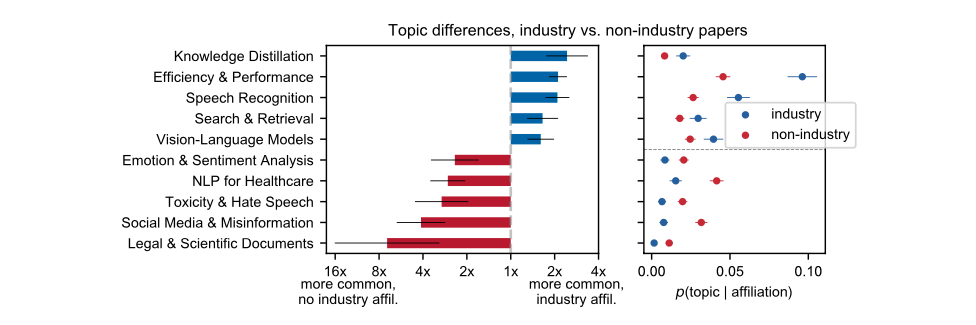 Topic differences, industry vs. non-industry papers
Knowledge Distillation
Efficiency & Performance
Speech Recognition
Search & Retrieval
Vision-Language Models
Emotion & Sentiment Analysis
NLP for Healthcare
Toxicity & Hate Speech
Social Media & Misinformation
Legal & Scientific Documents
16x 8x 4x 2x 1x 2x 4x
more common,
no industry affil.
more common,
industry affil.
industry
non-industry
0.00 0.05 0.10
p(topic | affiliation)